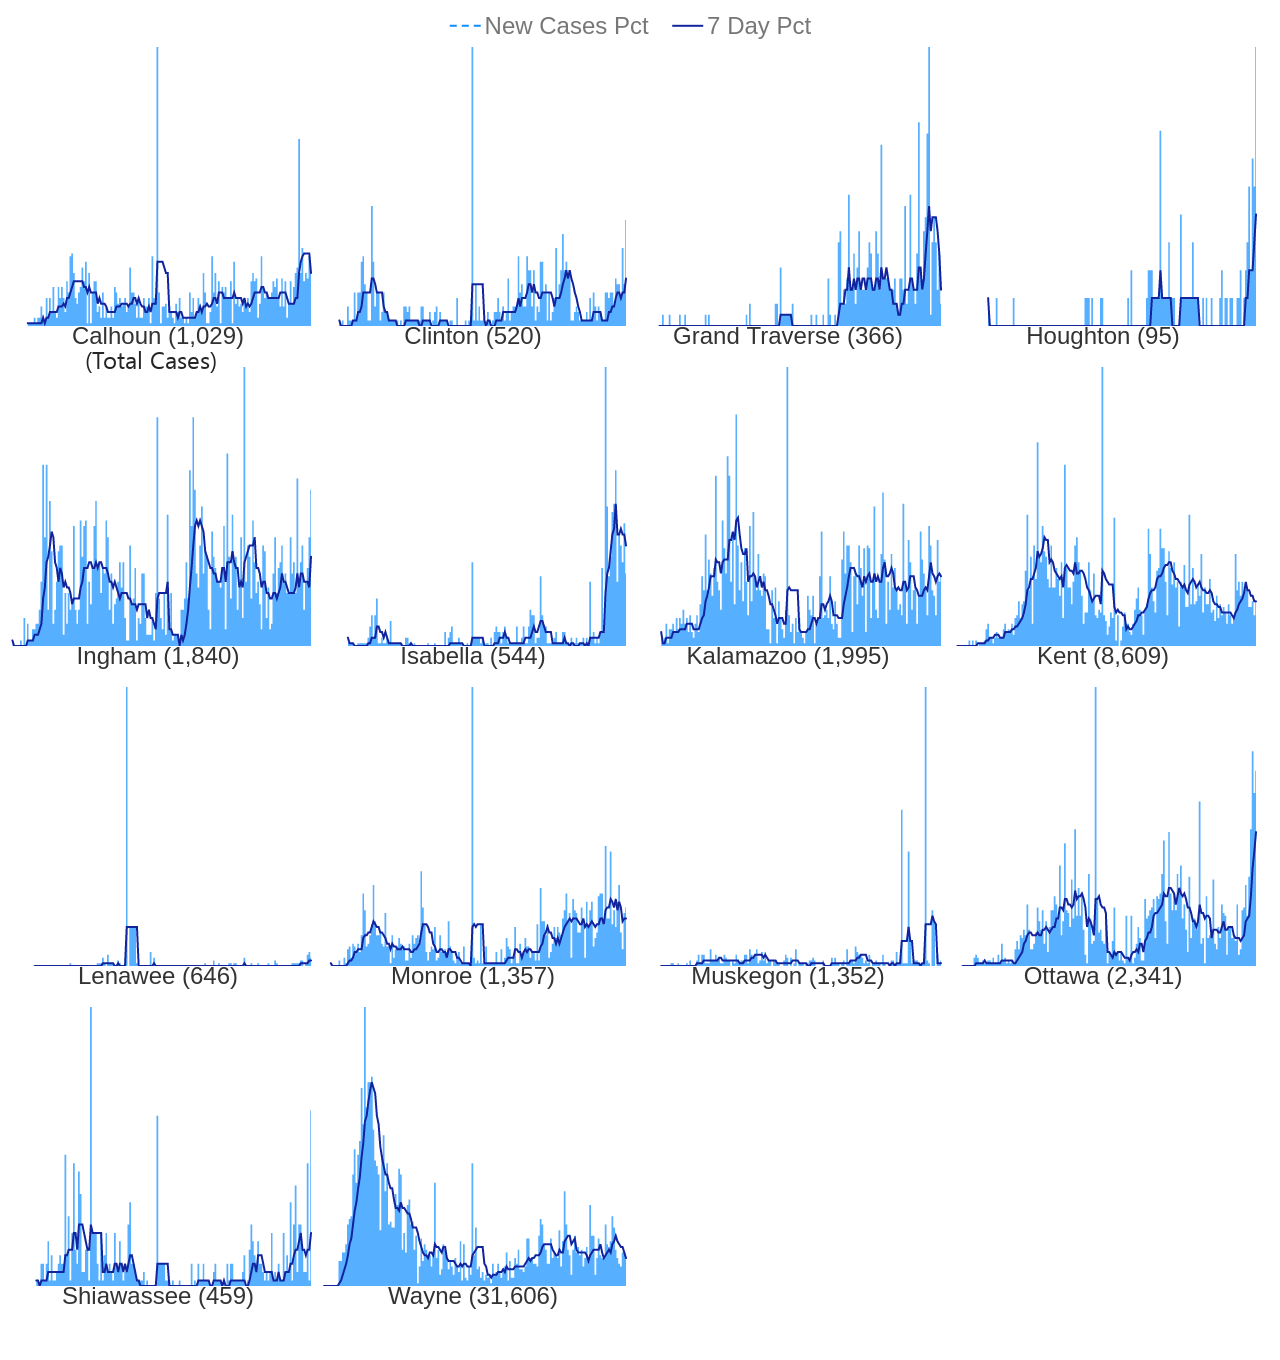 New Cases Pct 7 Day Pct
Calhoun (1,029) Clinton (520) Grand Traverse (366) Houghton (95)
(Total Cases)
Ingham (1,840) Isabella (544) Kalamazoo (1,995) Kent (8,609)
Lenawee (646) Monroe (1,357) Muskegon (1,352) Ottawa (2,341)
Shiawassee (459) Wayne (31,606)